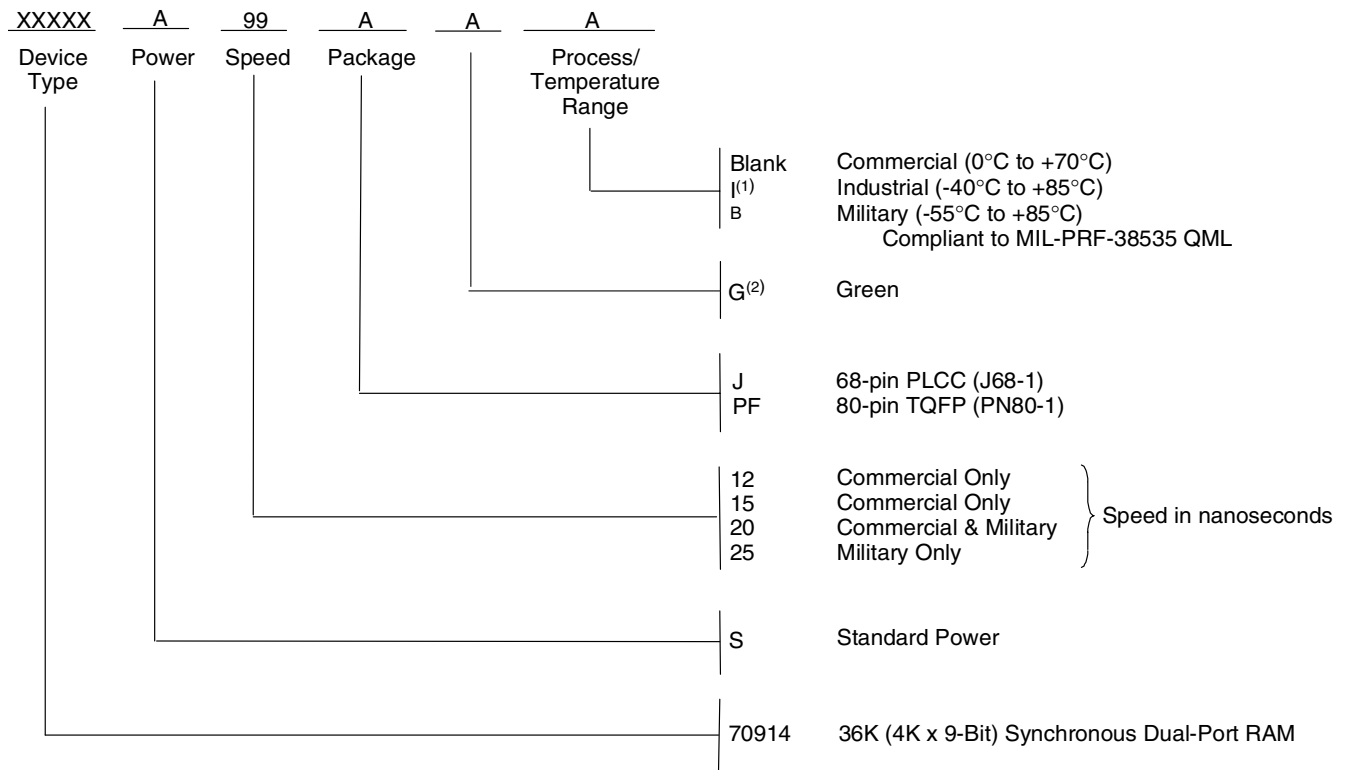 XXXXX A 99 A A A
Device Type Power Speed Package Process/ Temperature Range
Blank Commercial (0°C to +70°C)
I(1) Industrial (-40°C to +85°C)
B Military (-55°C to +85°C)
Compliant to MIL-PRF-38535 QML
G(2) Green
J 68-pin PLCC (J68-1)
PF 80-pin TQFP (PN80-1)
12 Commercial Only
15 Commercial Only
20 Commercial & Military
25 Military Only
Speed in nanoseconds
S Standard Power
70914 36K (4K x 9-Bit) Synchronous Dual-Port RAM